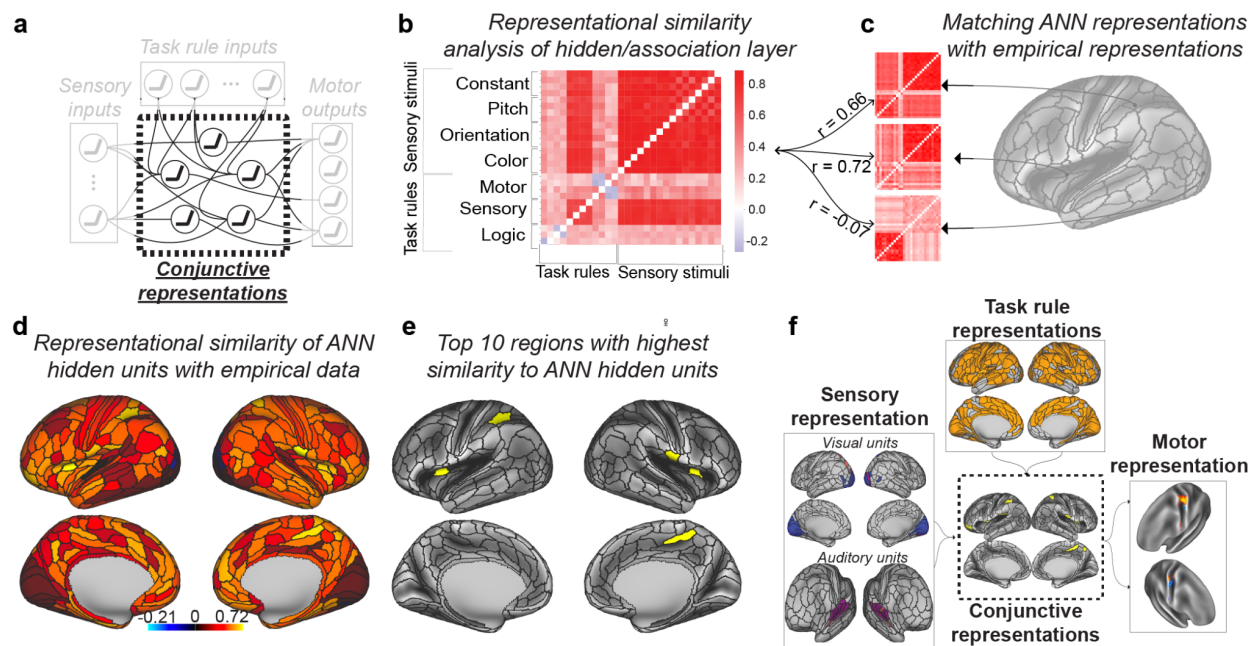 a
Task rule inputs
Sensory
inputs
Motor
outputs
...
...
Conjunctive
representations
b
Representational similarity
analysis of hidden/association layer
Sensory stimuli
Task rules
Constant
Pitch
Orientation
Color
Motor
Sensory
Logic
Task rules
Sensory stimuli
0.8
0.6
0.4
0.2
0.0
-0.2
c
Matching ANN representations
with empirical representations
r = 0.66
r = 0.72
r = -0.07
d
Representational similarity of ANN
hidden units with empirical data
-0.21 0 0.72
e
Top 10 regions with highest
similarity to ANN hidden units
f
Task rule
representations
Sensory
representation
Visual units
Auditory units
Motor
representation
Conjunctive
representations